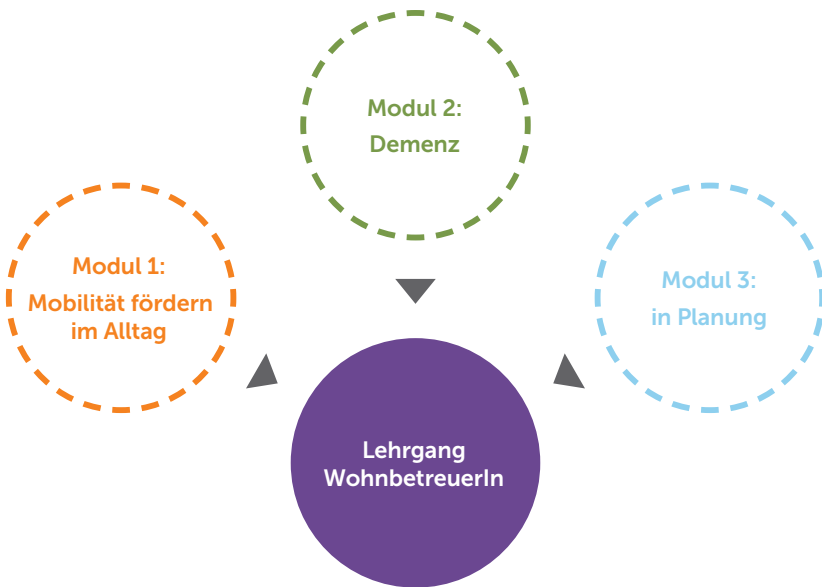 Modul 1:
Mobilität fördern
im Alltag
Modul 2:
Demenz
Modul 3:
in Planung
Lehrgang
WohnbetreuerIn